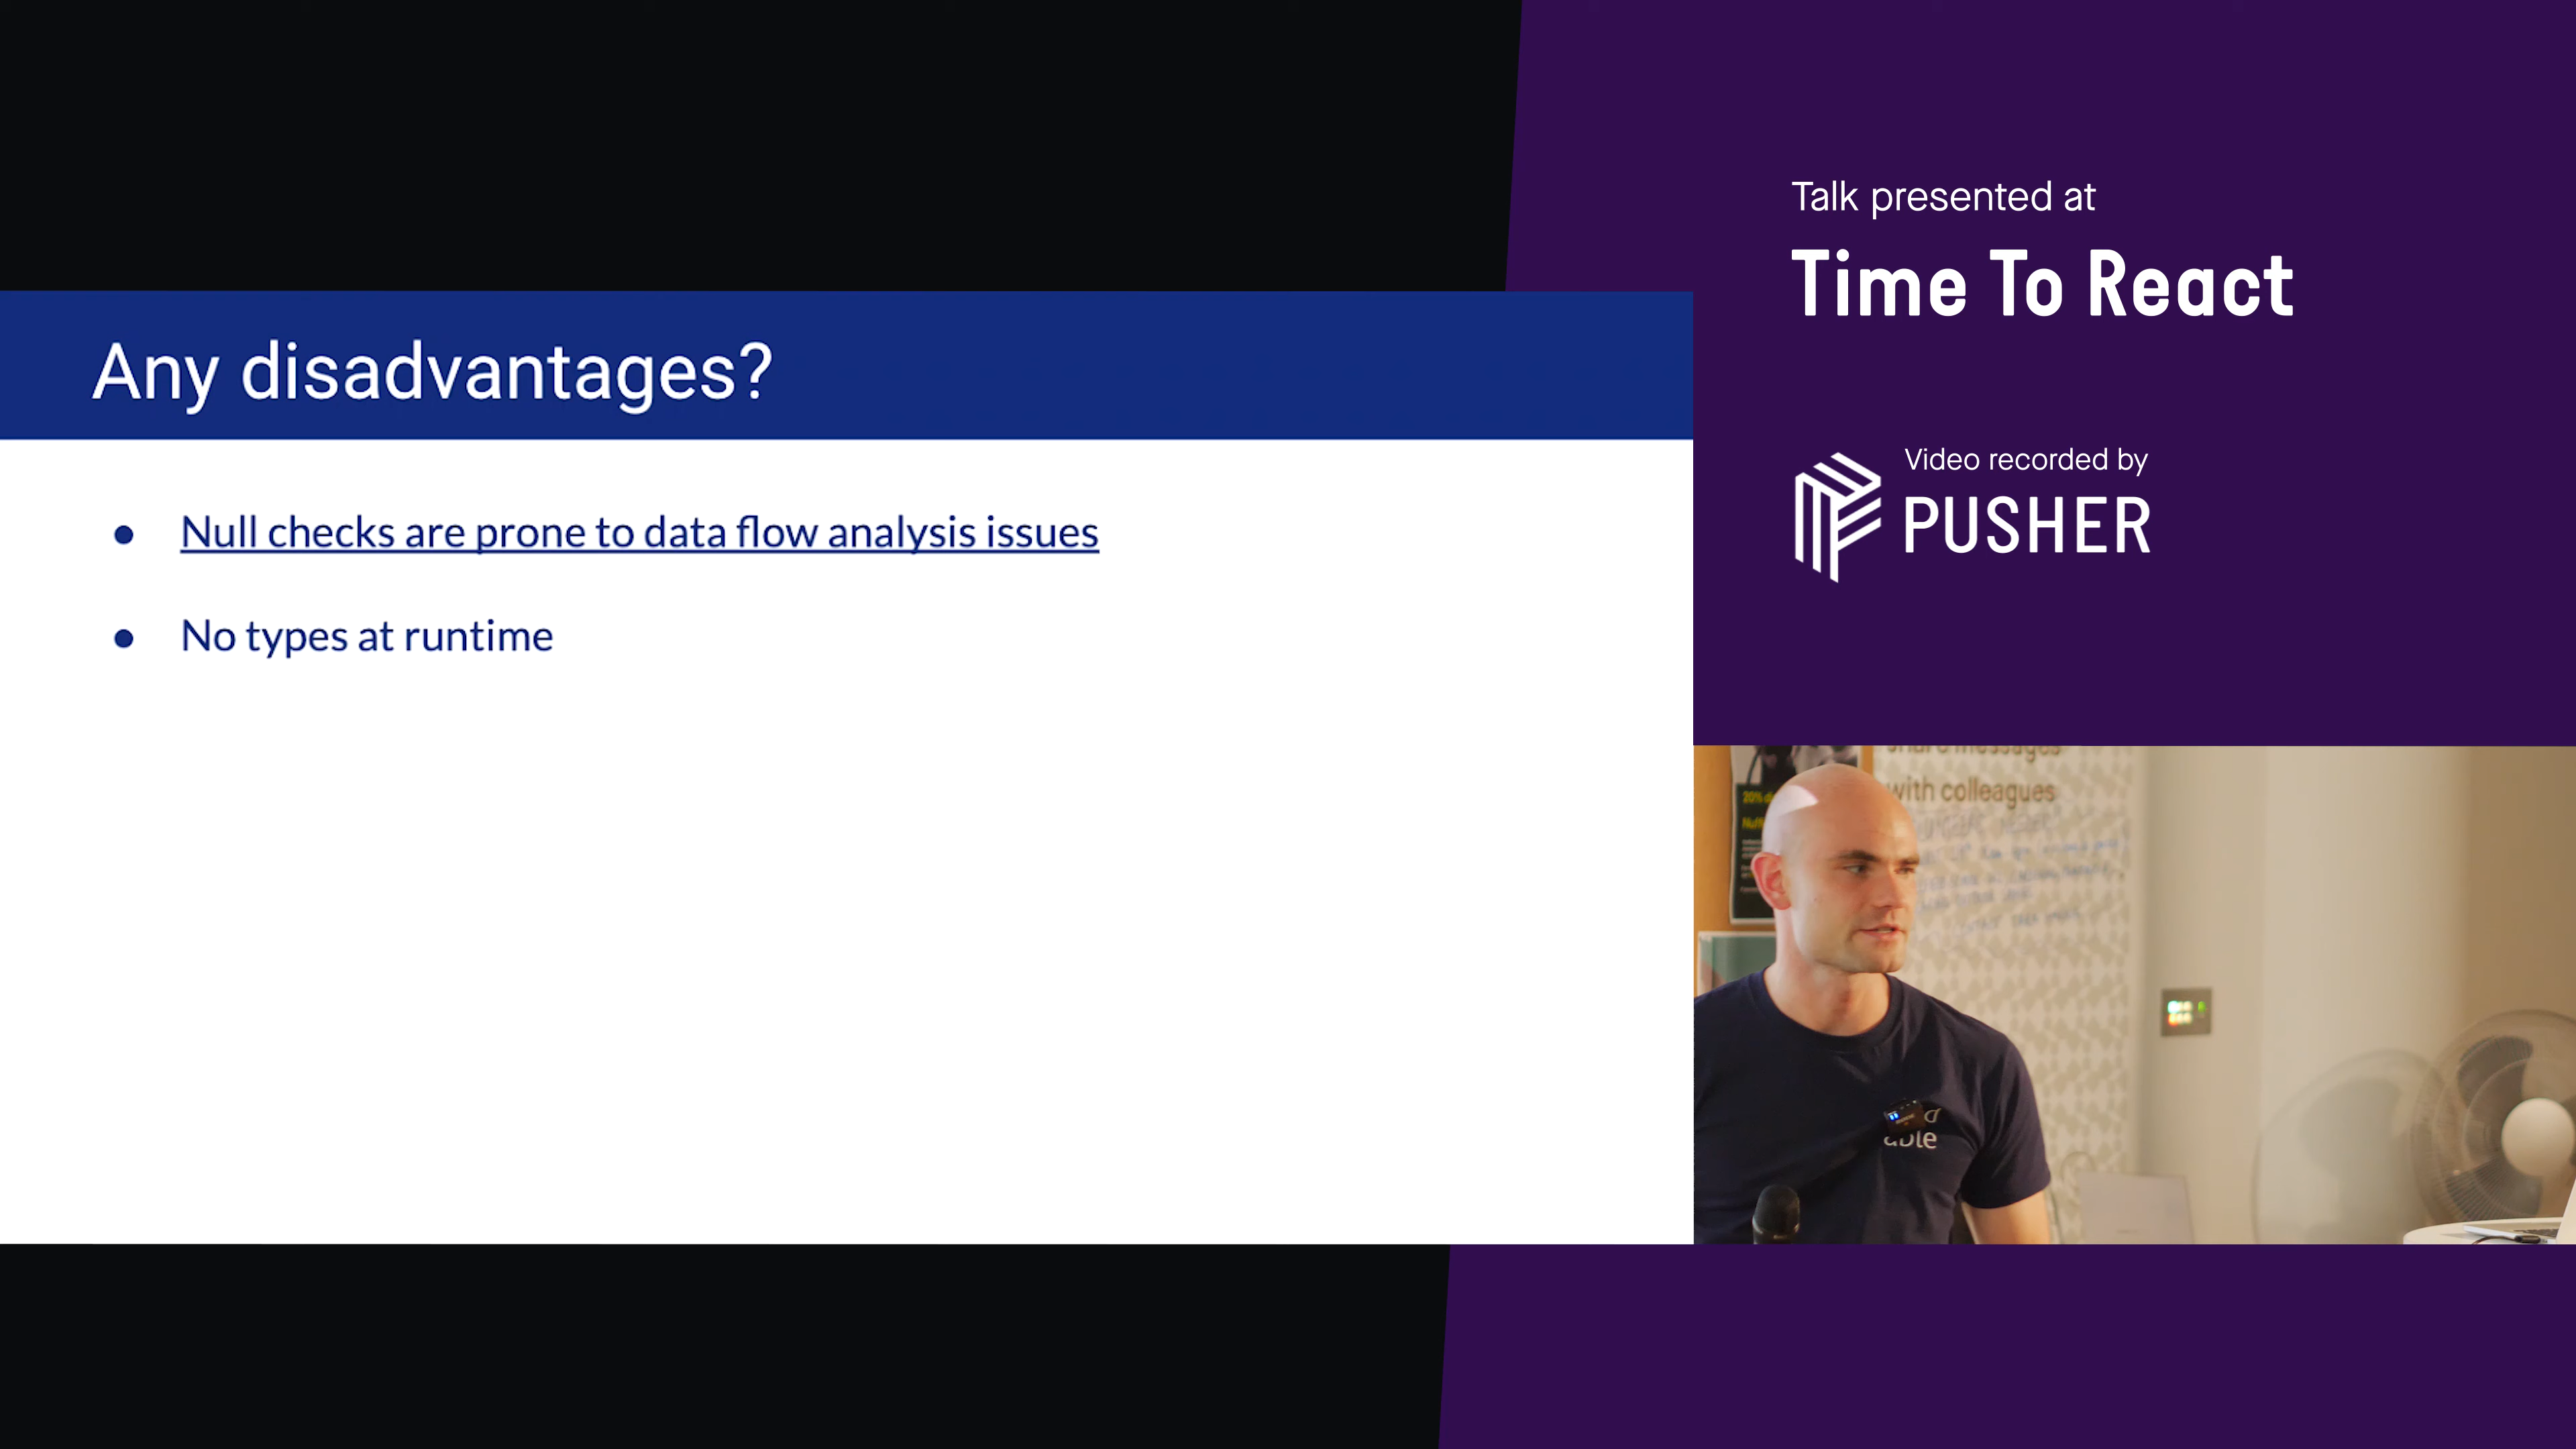 Any disadvantages?
Null checks are prone to data flow analysis issues
No types at runtime
Talk presented at
Time To React
Video recorded by
PUSHER
with colleagues
able